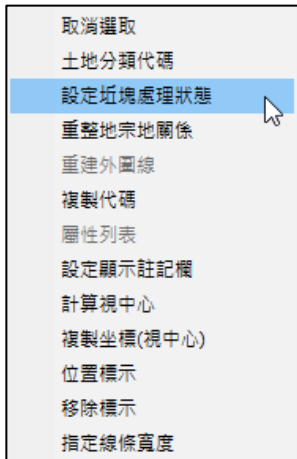 取消選取
土地分類代碼
設定坵塊處理狀態
重整地宗地關係
重建外圍線
複製代碼
屬性列表
設定顯示註記欄
計算視中心
複製坐標(視中心)
位置標示
移除標示
指定線條寬度